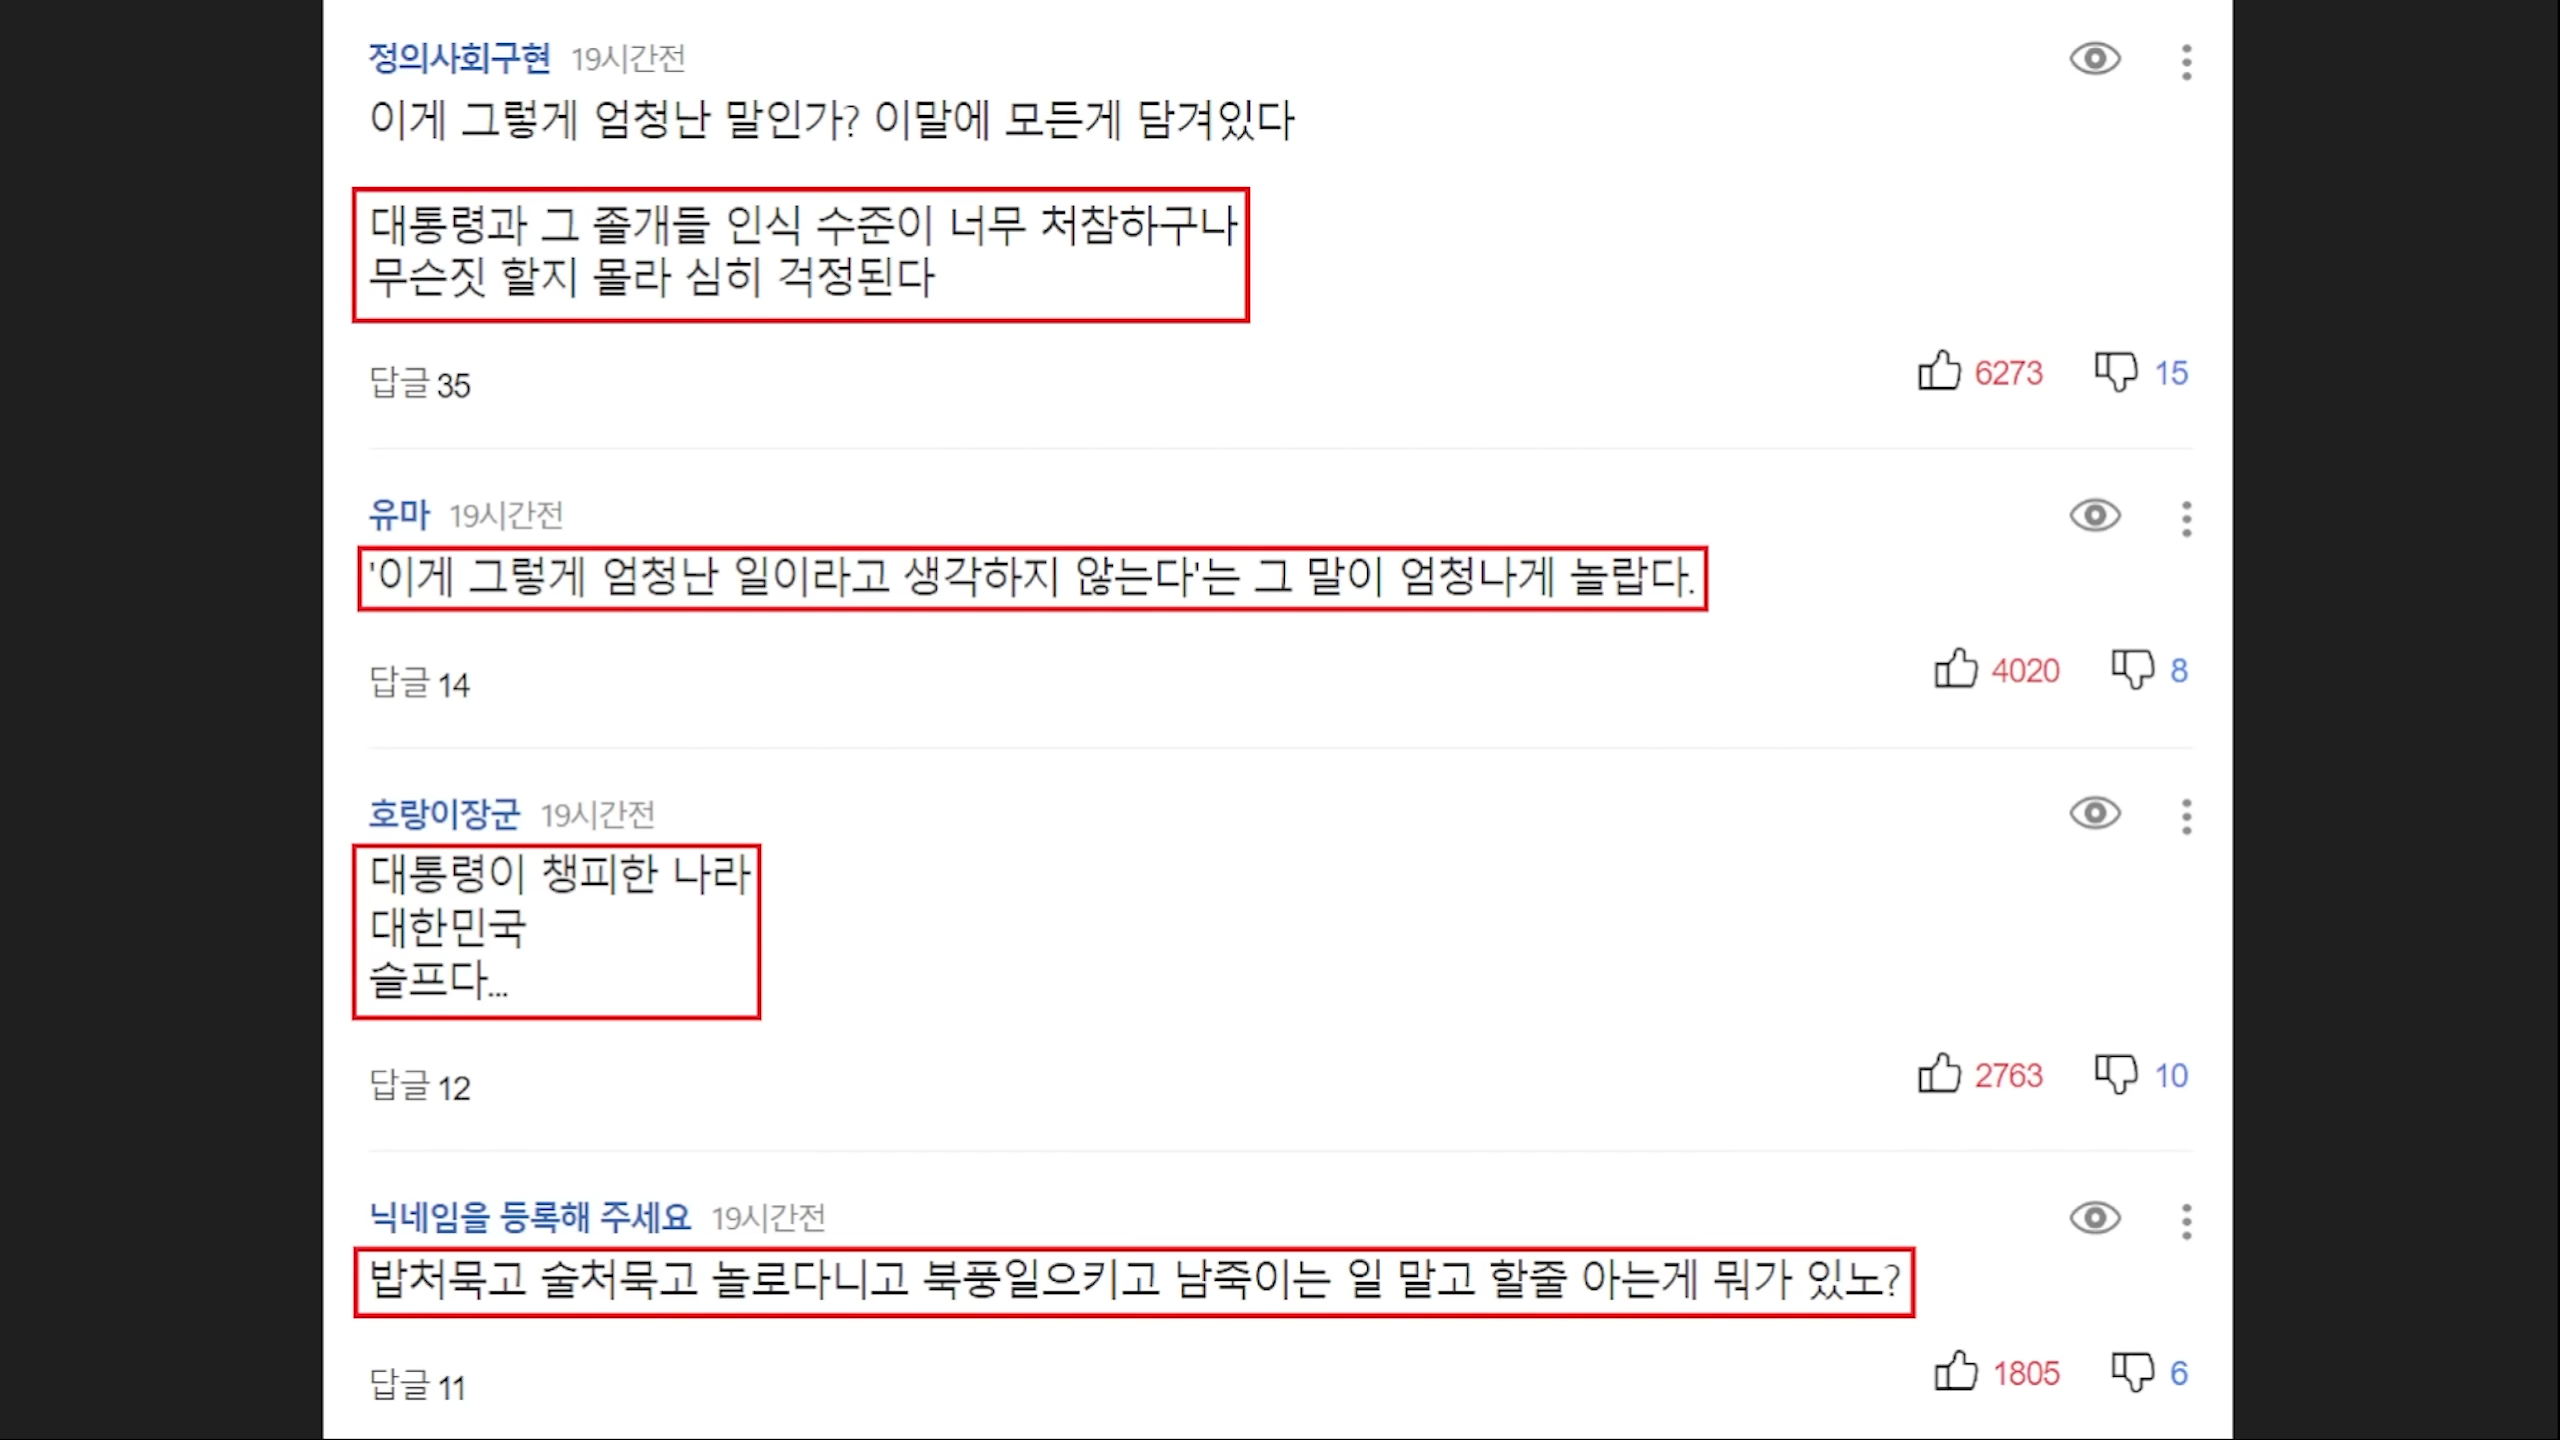 정의사회구현 19시간전
이게 그렇게 엄청난 말인가? 이말에 모든게 담겨있다
대통령과 그 졸개들 인식 수준이 너무 처참하구나
무슨짓 할지 몰라 심히 걱정된다
답글 35 6273 15
유마 19시간전
'이게 그렇게 엄청난 일이라고 생각하지 않는다'는 그 말이 엄청나게 놀랍다.
답글 14 4020 8
호랑이장군 19시간전
대통령이 챙피한 나라
대한민국
슬프다...
답글 12 2763 10
닉네임을 등록해 주세요 19시간전
밥처묵고 술처묵고 놀로다니고 북풍일으키고 남죽이는 일 말고 할줄 아는게 뭐가 있노?
답글 11 1805 6